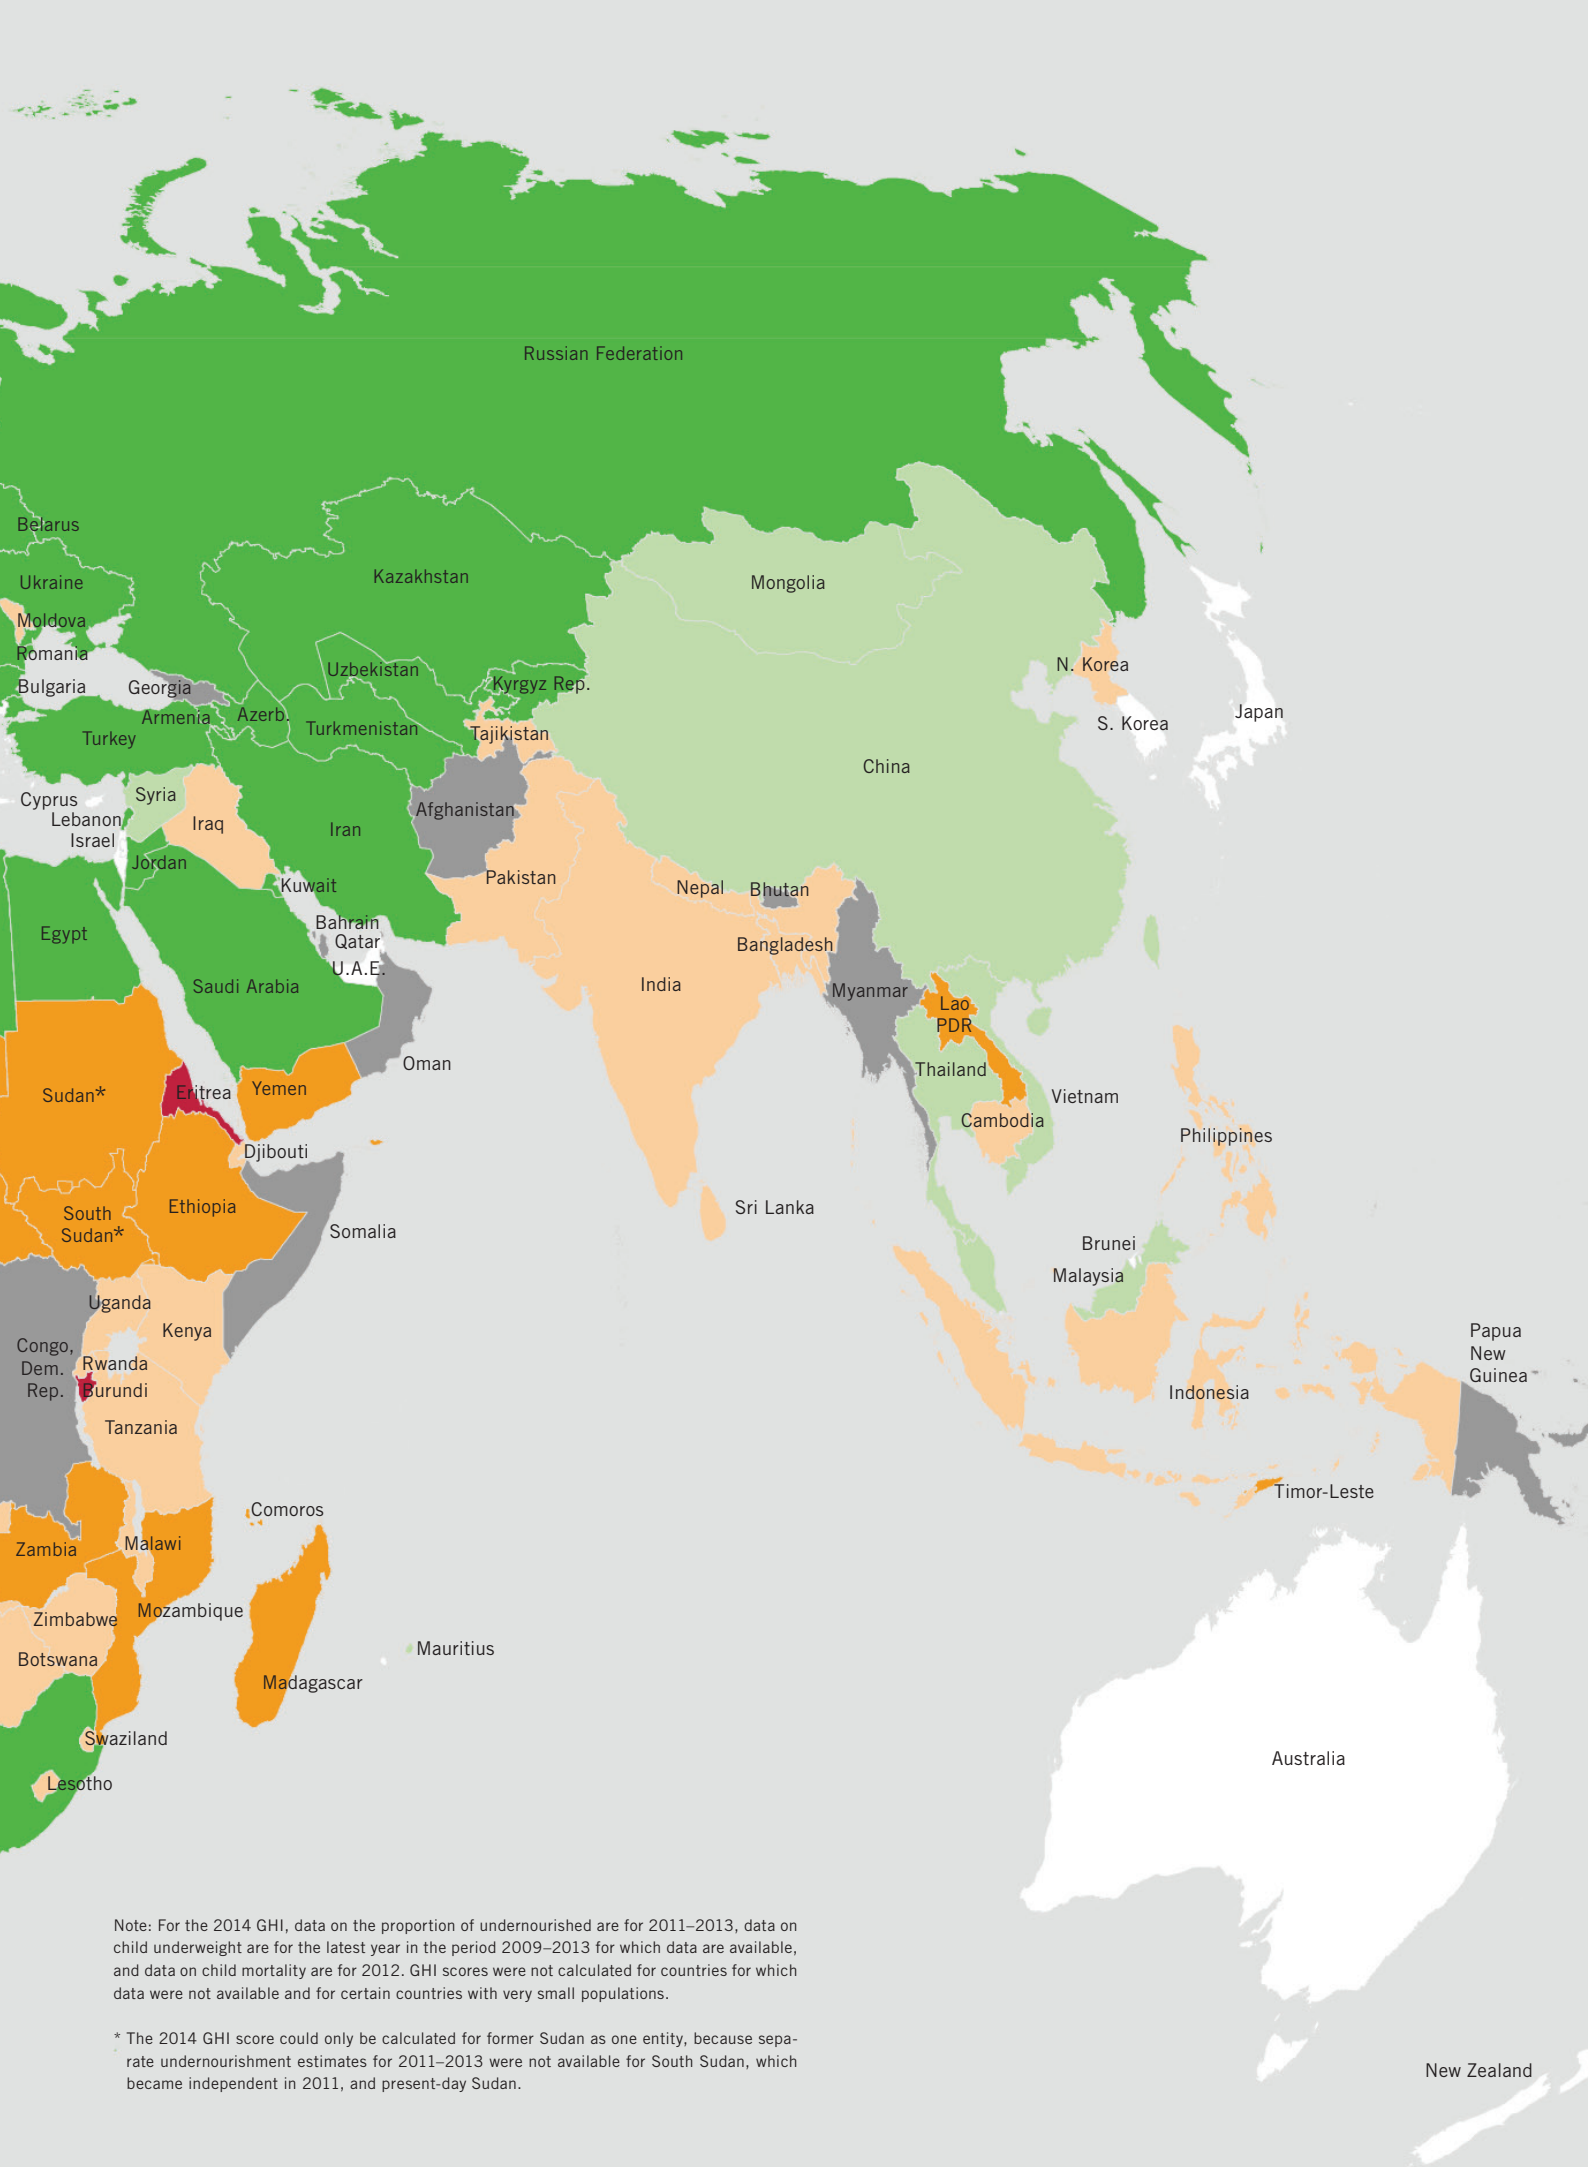 Russian Federation
Belarus
Ukraine
Kazakhstan
Mongolia
Moldova
Romania
Uzbekistan
N. Korea
Bulgaria
Georgia
Kyrgyz Rep.
Armenia
Azerb.
Japan
Turkey
Turkmenistan
Tajikistan
S. Korea
China
Cyprus
Syria
Lebanon
Israel
Iraq
Iran
Afghanistan
Jordan
Kuwait
Pakistan
Nepal
Bhutan
Bahrain
Qatar
U.A.E.
Egypt
Saudi Arabia
India
Bangladesh
Myanmar
Lao
PDR
Oman
Thailand
Sudan*
Eritrea
Yemen
Vietnam
Cambodia
Philippines
Djibouti
South
Sudan*
Ethiopia
Somalia
Sri Lanka
Brunei
Malaysia
Uganda
Kenya
Congo,
Dem.
Rep.
Rwanda
Burundi
Tanzania
Indonesia
Papua
New
Guinea
Timor-Leste
Comoros
Zambia
Malawi
Mozambique
Zimbabwe
Botswana
Madagascar
Mauritius
Swaziland
Lesotho
Australia
New Zealand
Note: For the 2014 GHI, data on the proportion of undernourished are for 2011–2013, data on
child underweight are for the latest year in the period 2009–2013 for which data are available,
and data on child mortality are for 2012. GHI scores were not calculated for countries for which
data were not available and for certain countries with very small populations.
* The 2014 GHI score could only be calculated for former Sudan as one entity, because sepa-
rate undernourishment estimates for 2011–2013 were not available for South Sudan, which
became independent in 2011, and present-day Sudan.